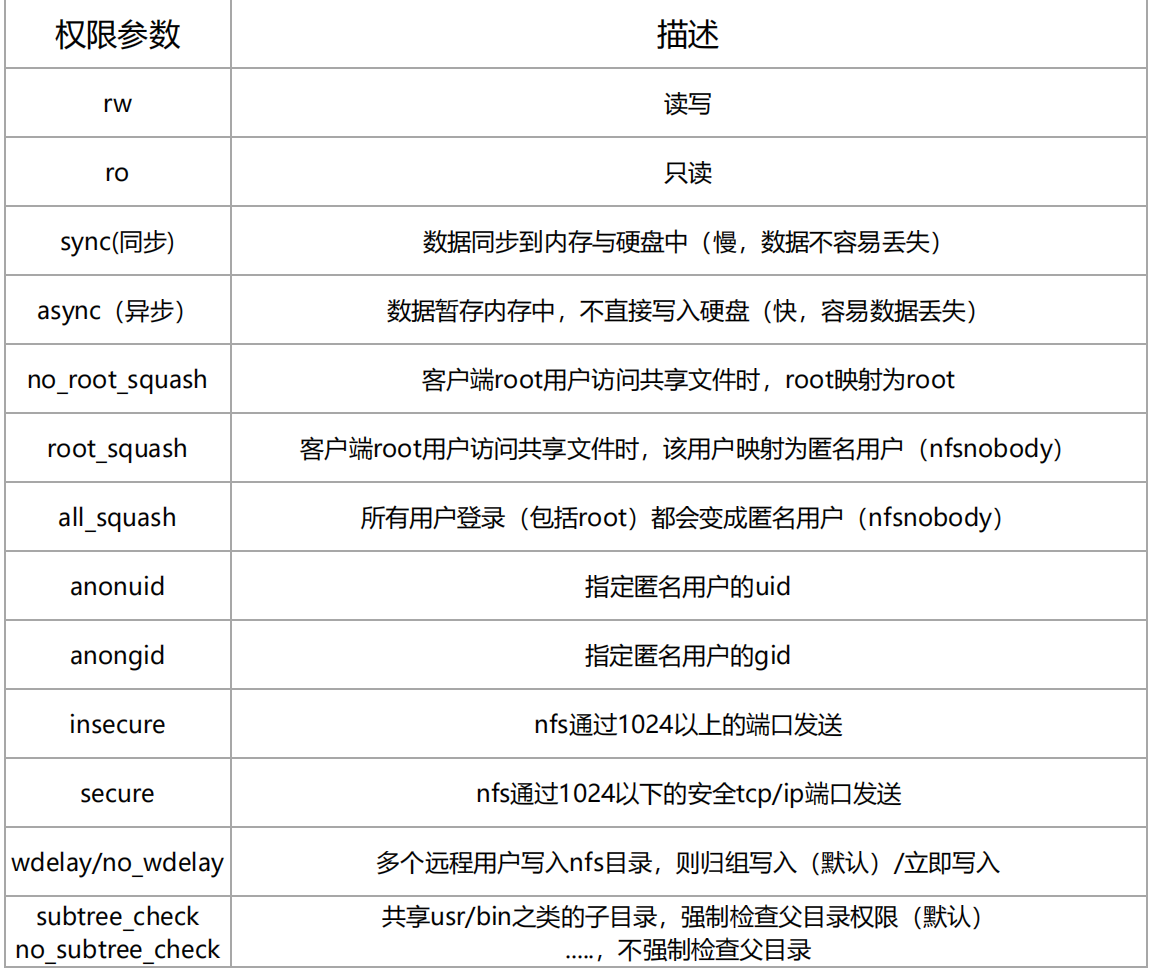 权限参数 描述
rw 读写
ro 只读
sync(同步) 数据同步到内存与硬盘中（慢，数据不容易丢失）
async（异步） 数据暂存内存中，不直接写入硬盘（快，容易数据丢失）
no_root_squash 客户端root用户访问共享文件时，root映射为root
root_squash 客户端root用户访问共享文件时，该用户映射为匿名用户（nfsnobody）
all_squash 所有用户登录（包括root）都会变成匿名用户（nfsnobody）
anonuid 指定匿名用户的uid
anongid 指定匿名用户的gid
insecure nfs通过1024以上的端口发送
secure nfs通过1024以下的安全tcp/ip端口发送
wdelay/no_wdelay 多个远程用户写入nfs目录，则归组写入（默认）/立即写入
subtree_check 共享usr/bin之类的子目录，强制检查父目录权限（默认）
no_subtree_check .....，不强制检查父目录